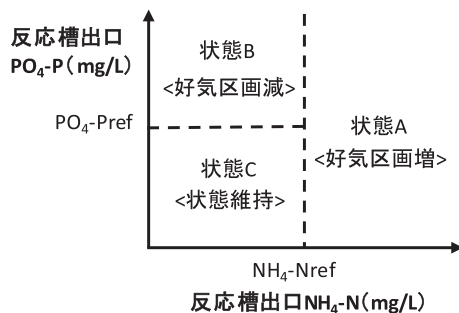 反応槽出口
PO₄-P(mg/L)
状態B
<好気区画減>
PO₄-Pref
状態A
<好気区画増>
状態C
<状態維持>
NH₄-Nref
反応槽出口NH₄-N(mg/L)